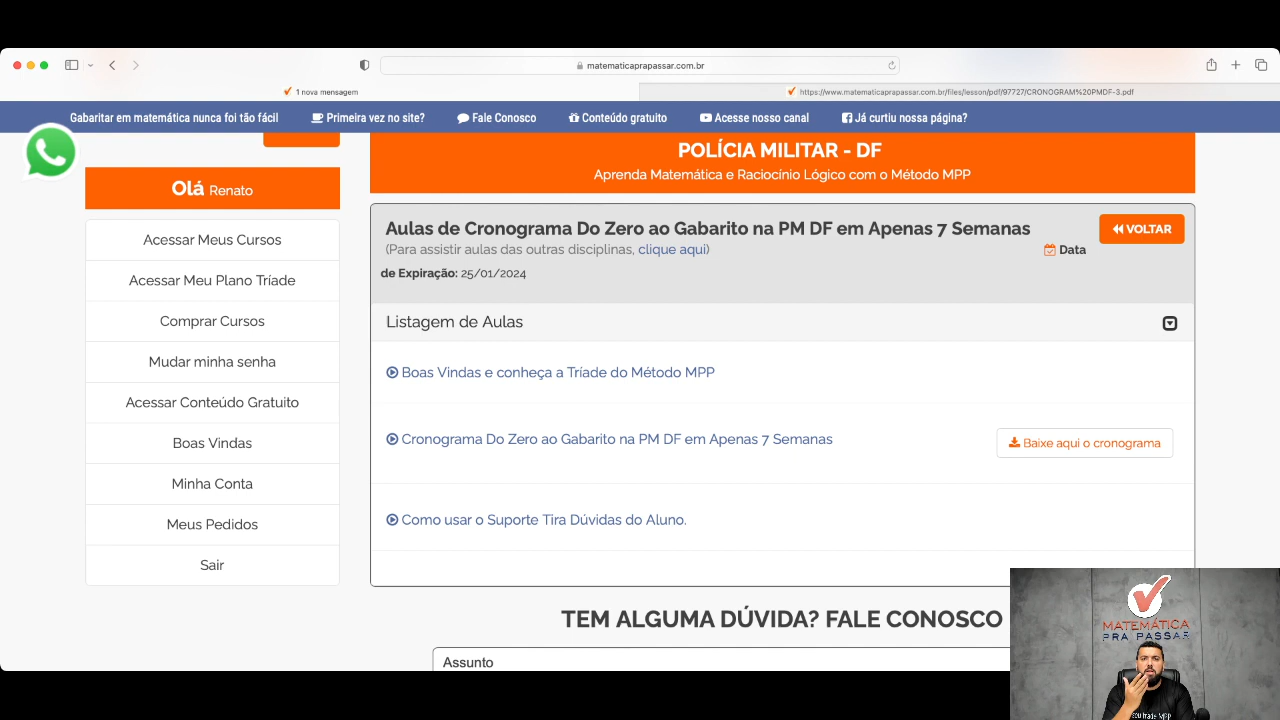 matematicaprapassar.com.br
1 nova mensagem
https://www.matematicaprapassar.com.br/files/lesson/pdf/97727/CRONOGRAM%20PMDF-3.pdf
Gabaritar em matemática nunca foi tão fácil
Primeira vez no site?
Fale Conosco
Conteúdo gratuito
Acesse nosso canal
Já curtiu nossa página?
POLÍCIA MILITAR - DF
Aprenda Matemática e Raciocínio Lógico com o Método MPP
Olá Renato
Acessar Meus Cursos
Acessar Meu Plano Tríade
Comprar Cursos
Mudar minha senha
Acessar Conteúdo Gratuito
Boas Vindas
Minha Conta
Meus Pedidos
Sair
Aulas de Cronograma Do Zero ao Gabarito na PM DF em Apenas 7 Semanas
VOLTAR
(Para assistir aulas das outras disciplinas, clique aqui)
Data
de Expiração: 25/01/2024
Listagem de Aulas
Boas Vindas e conheça a Tríade do Método MPP
Cronograma Do Zero ao Gabarito na PM DF em Apenas 7 Semanas
Baixe aqui o cronograma
Como usar o Suporte Tira Dúvidas do Aluno.
TEM ALGUMA DÚVIDA? FALE CONOSCO
Assunto
MATEMÁTICA
PRA PASSAR